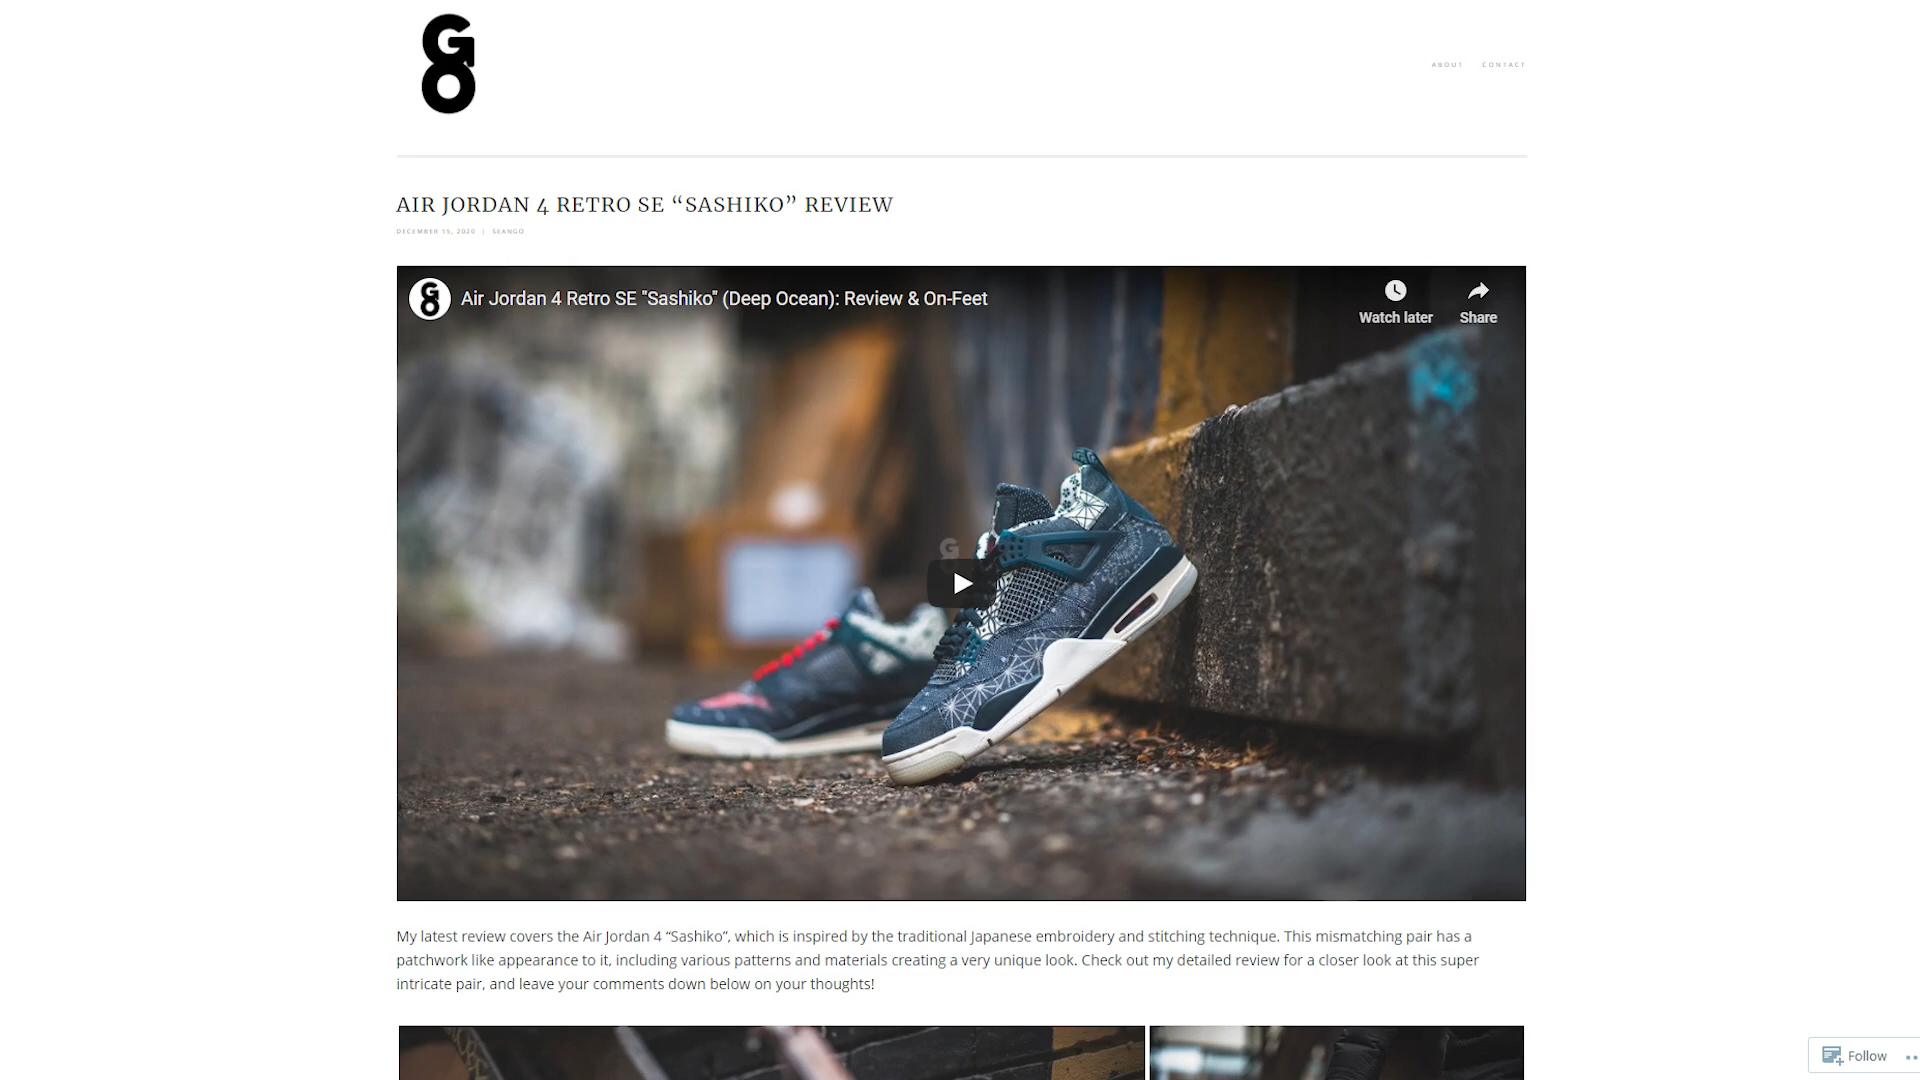 GO
ABOUT CONTACT
AIR JORDAN 4 RETRO SE “SASHIKO” REVIEW
DECEMBER 15, 2020 | SEANGO
GO Air Jordan 4 Retro SE "Sashiko" (Deep Ocean): Review & On-Feet
Watch later Share
My latest review covers the Air Jordan 4 “Sashiko”, which is inspired by the traditional Japanese embroidery and stitching technique. This mismatching pair has a
patchwork like appearance to it, including various patterns and materials creating a very unique look. Check out my detailed review for a closer look at this super
intricate pair, and leave your comments down below on your thoughts!
Follow